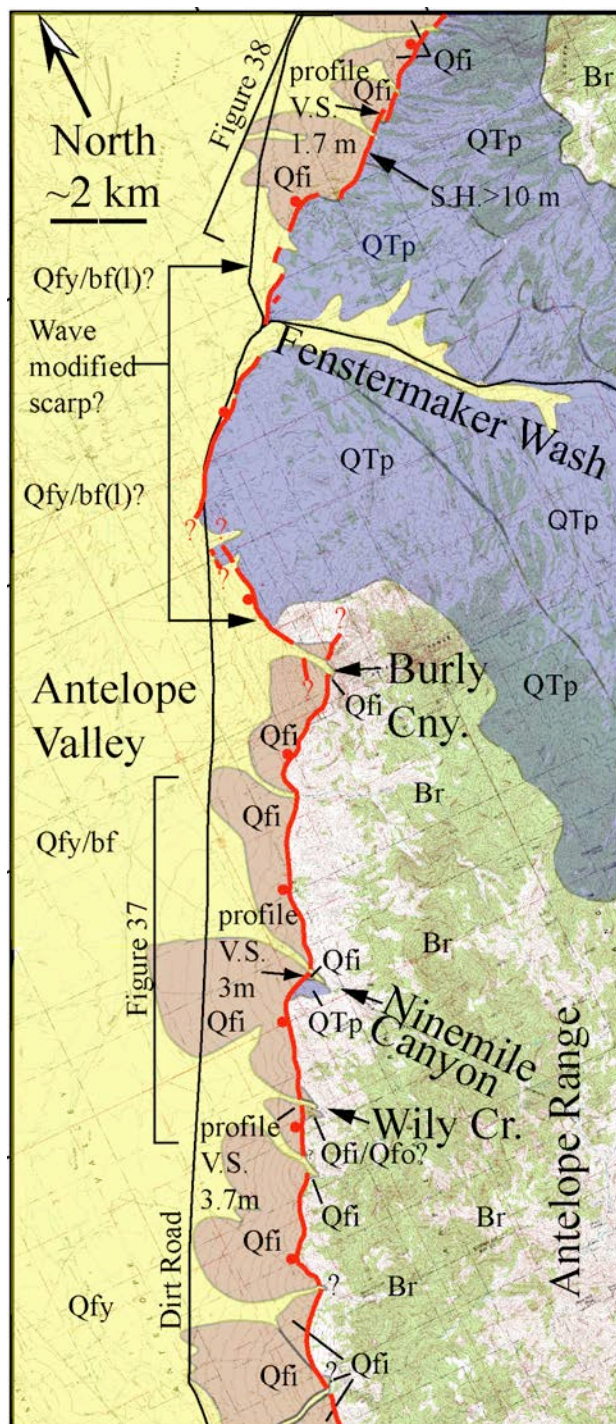 Qfi
profile
V.S.
1.7 m
Qfi
Br
Figure 38
North
~2 km
QTp
Qfi
S.H.>10 m
QTp
Qfy/bf(l)?
Wave
modified
scarp?
Fenstermaker Wash
QTp
Qfy/bf(l)?
QTp
?
?
?
?
Burly
Cny.
?
Qfi
QTp
Antelope
Valley
Qfi
Br
Qfi
Qfy/bf
Figure 37
profile
V.S.
3m
Qfi
Br
Qfi
QTp
Ninemile
Canyon
Wily Cr.
profile
V.S.
3.7m
Qfi/Qfo?
Qfi
Antelope Range
Br
Qfi
Dirt Road
?
Br
Qfy
Qfi
Qfi
?